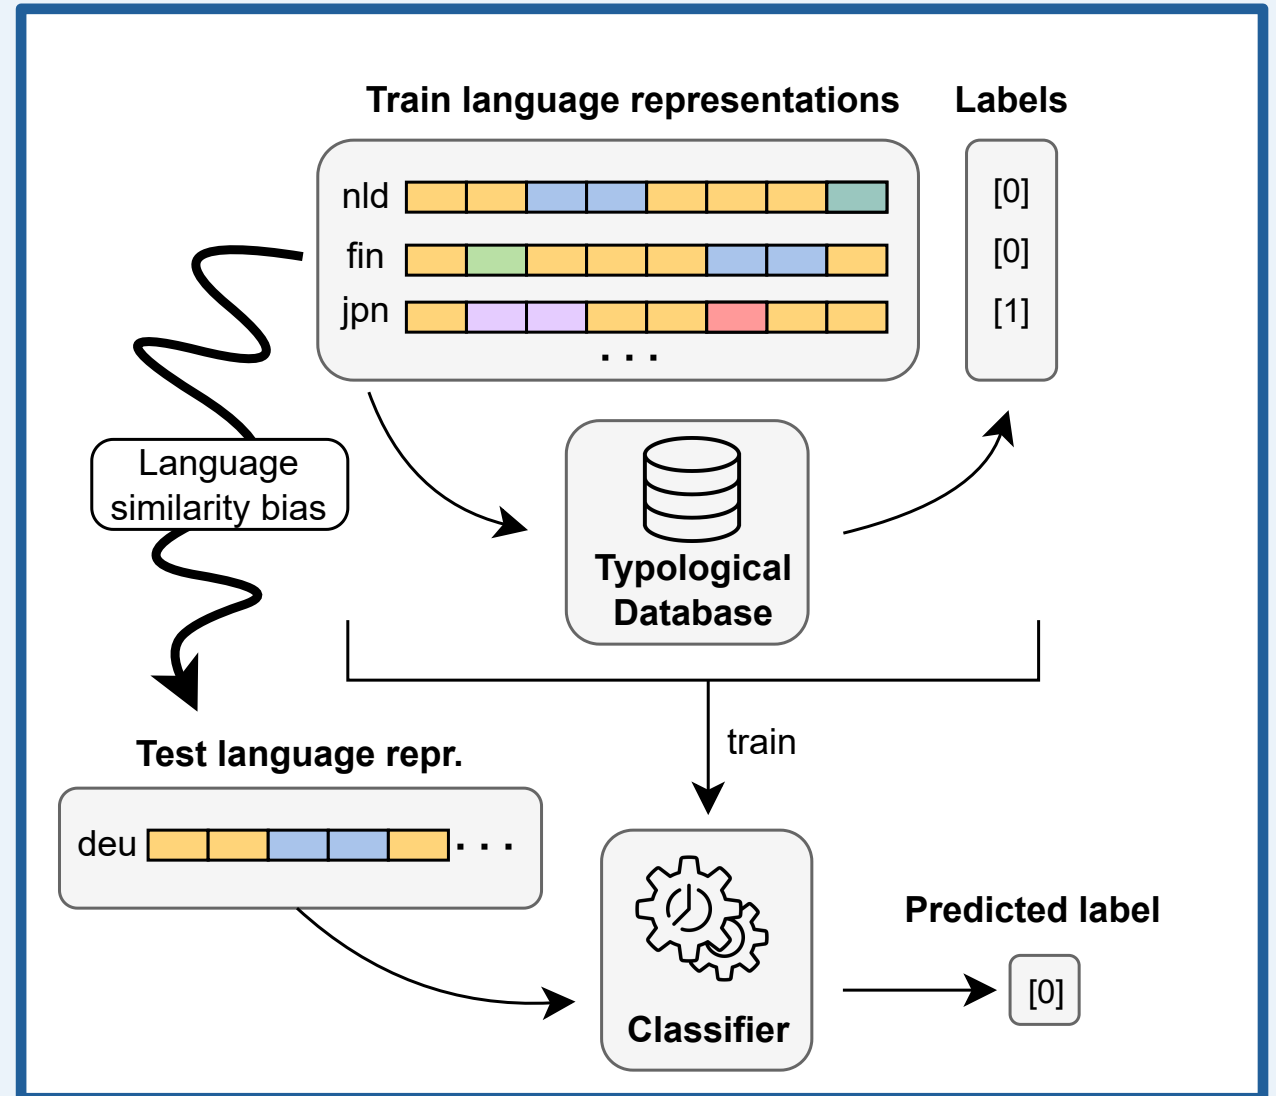 Train language representations
Labels
nld
[0]
fin
[0]
jpn
[1]
. . .
Language
similarity bias
Typological
Database
train
Test language repr.
deu . . .
Predicted label
[0]
Classifier